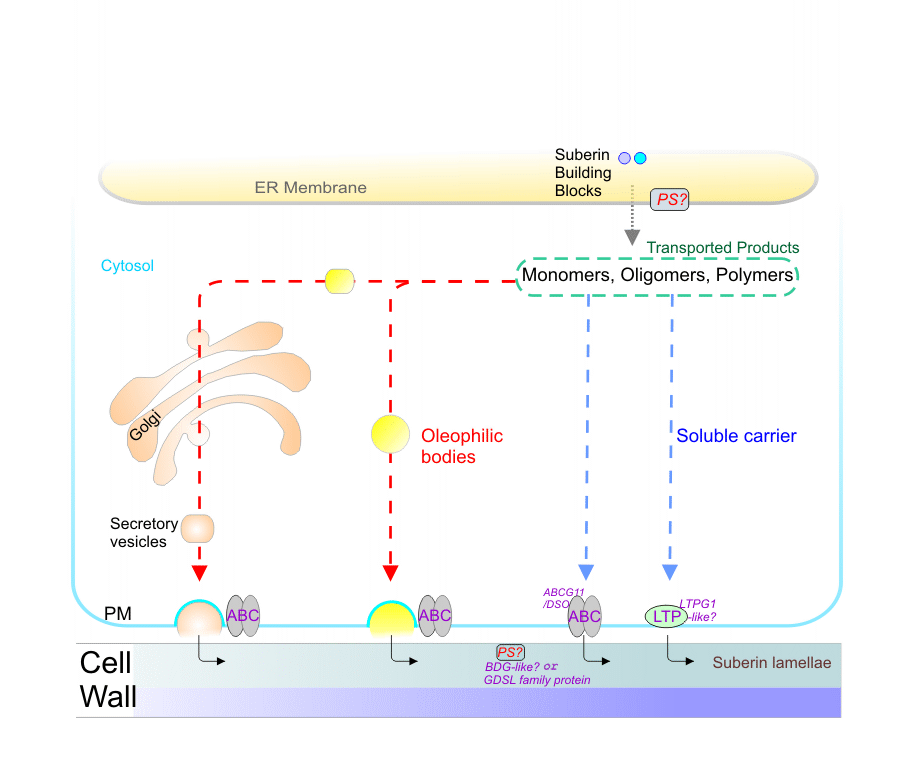 Suberin
Building
Blocks
ER Membrane
PS?
Transported Products
Cytosol
Monomers, Oligomers, Polymers
Golgi
Oleophilic
bodies
Soluble carrier
Secretory
vesicles
PM
ABC
ABC
ABCG11
/DSO
ABC
LTPG1
-like?
LTP
Cell
Wall
PS?
BDG-like? or
GDSL family protein
Suberin lamellae